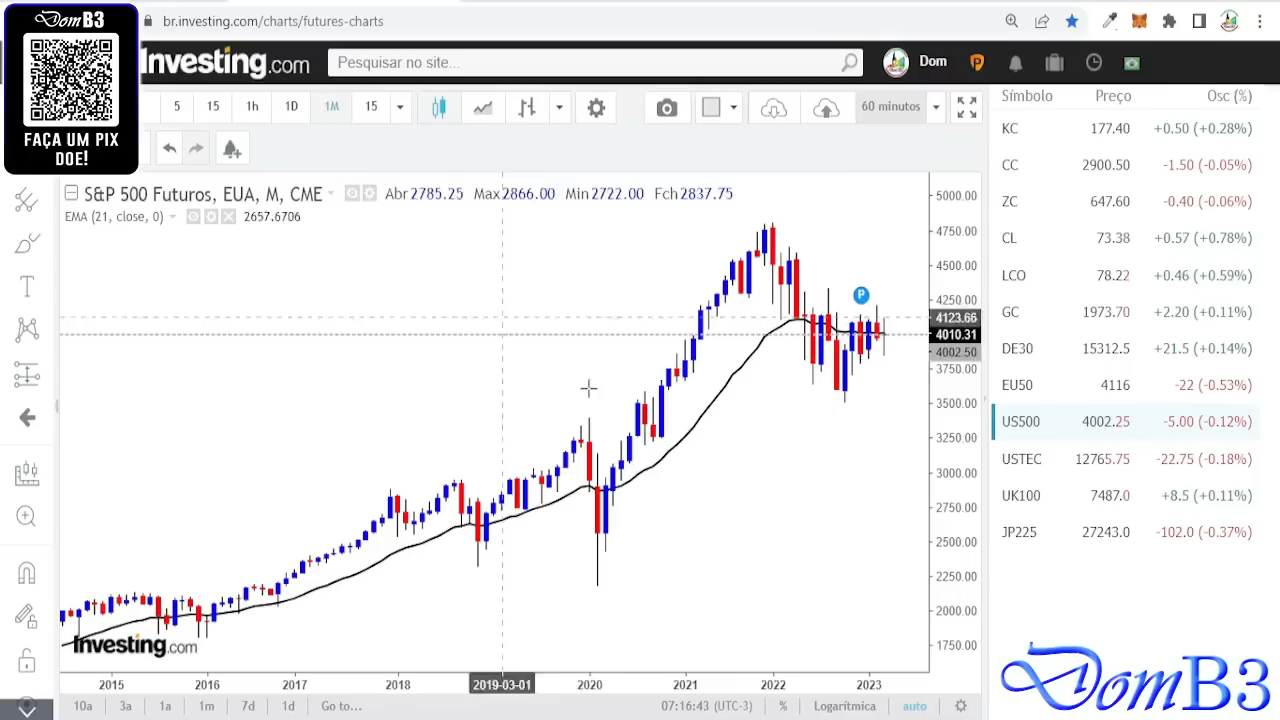 DomB3
FAÇA UM PIX
DOE!
br.investing.com/charts/futures-charts
Investing.com
Pesquisar no site...
Dom
5 15 1h 1D 1M 15
60 minutos
S&P 500 Futuros, EUA, M, CME Abr 2785.25 Max 2866.00 Min 2722.00 Fch 2837.75
EMA (21, close, 0) 2657.6706
P
5000.00
4750.00
4500.00
4250.00
4123.66
4010.31
4002.50
3750.00
3500.00
3250.00
3000.00
2750.00
2500.00
2250.00
2000.00
1750.00
Investing.com
2015 2016 2017 2018 2019-03-01 2020 2021 2022 2023
10a 3a 1a 1m 7d 1d Go to... 07:16:43 (UTC-3) % Logarítmica auto
Símbolo Preço Osc (%)
KC 177.40 +0.50 (+0.28%)
CC 2900.50 -1.50 (-0.05%)
ZC 647.60 -0.40 (-0.06%)
CL 73.38 +0.57 (+0.78%)
LCO 78.22 +0.46 (+0.59%)
GC 1973.70 +2.20 (+0.11%)
DE30 15312.5 +21.5 (+0.14%)
EU50 4116 -22 (-0.53%)
US500 4002.25 -5.00 (-0.12%)
USTEC 12765.75 -22.75 (-0.18%)
UK100 7487.0 +8.5 (+0.11%)
JP225 27243.0 -102.0 (-0.37%)
DomB3